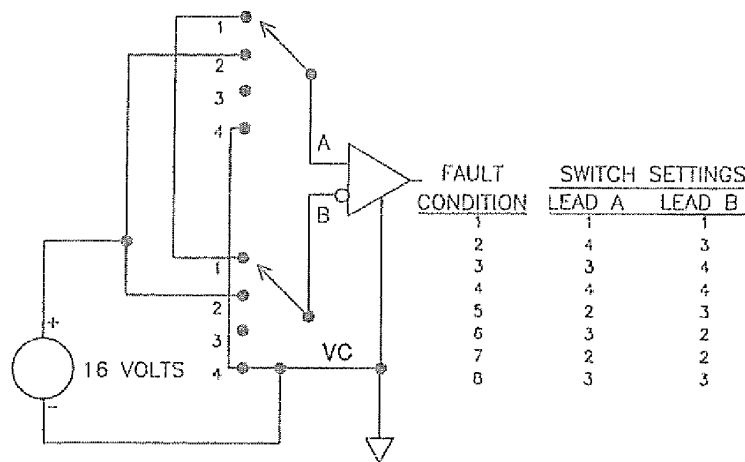 1
2
3
4
A
B
1
2
3
4
+
-
16 VOLTS
VC
FAULT CONDITION
SWITCH SETTINGS
LEAD A LEAD B
1 1 1
2 4 3
3 3 4
4 4 4
5 2 3
6 3 2
7 2 2
8 3 3